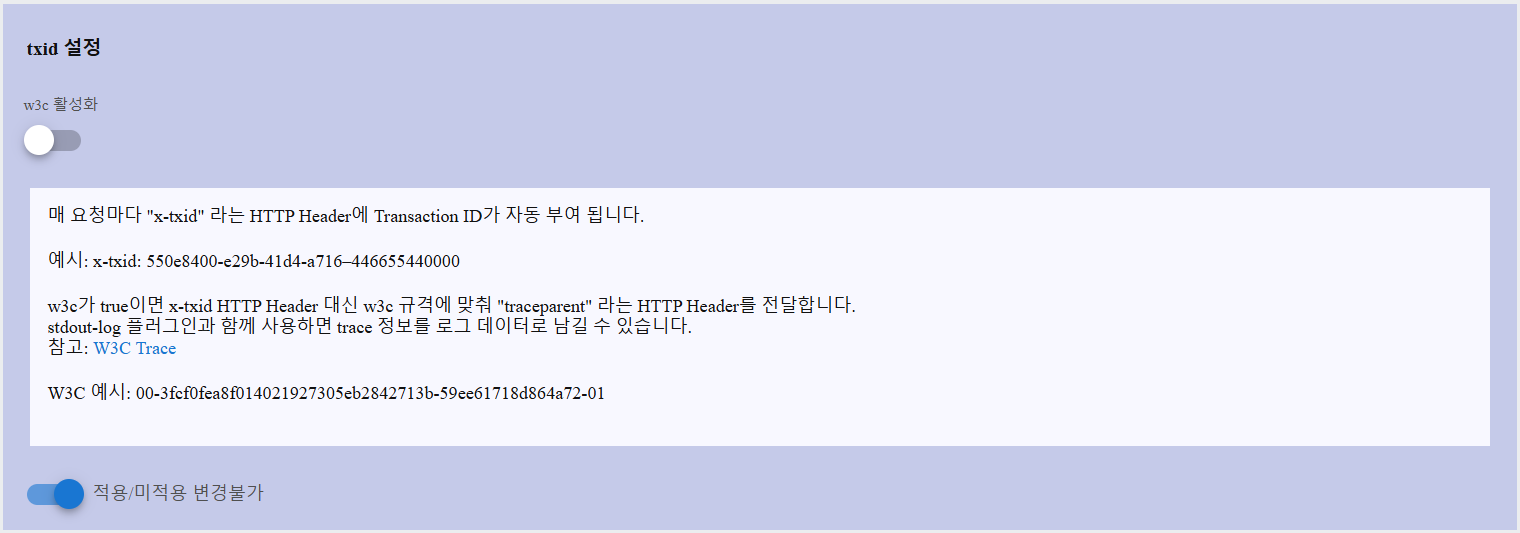 txid 설정
w3c 활성화
매 요청마다 "x-txid" 라는 HTTP Header에 Transaction ID가 자동 부여 됩니다.
예시: x-txid: 550e8400-e29b-41d4-a716–446655440000
w3c가 true이면 x-txid HTTP Header 대신 w3c 규격에 맞춰 "traceparent" 라는 HTTP Header를 전달합니다.
stdout-log 플러그인과 함께 사용하면 trace 정보를 로그 데이터로 남길 수 있습니다.
참고: W3C Trace
W3C 예시: 00-3fcf0fea8f014021927305eb2842713b-59ee61718d864a72-01
적용/미적용 변경불가